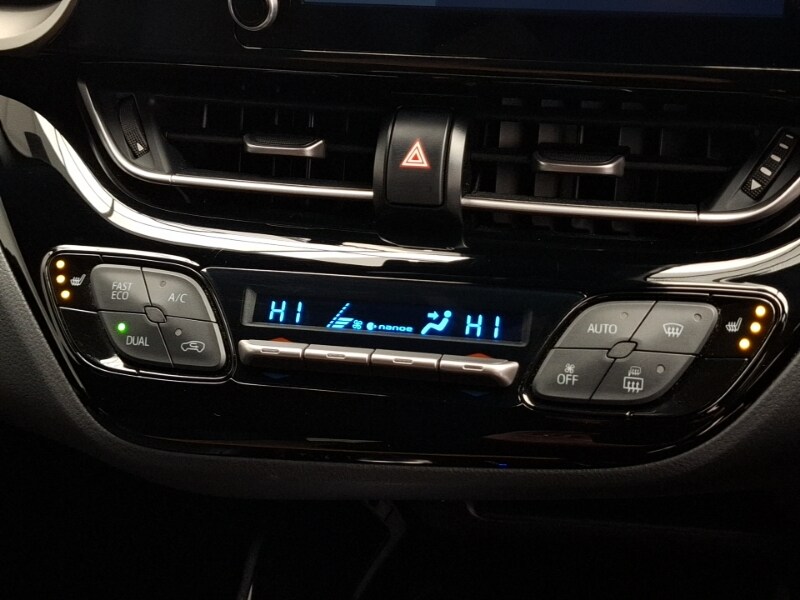 FAST
ECO
A/C
DUAL
HI
nanoe
HI
AUTO
OFF